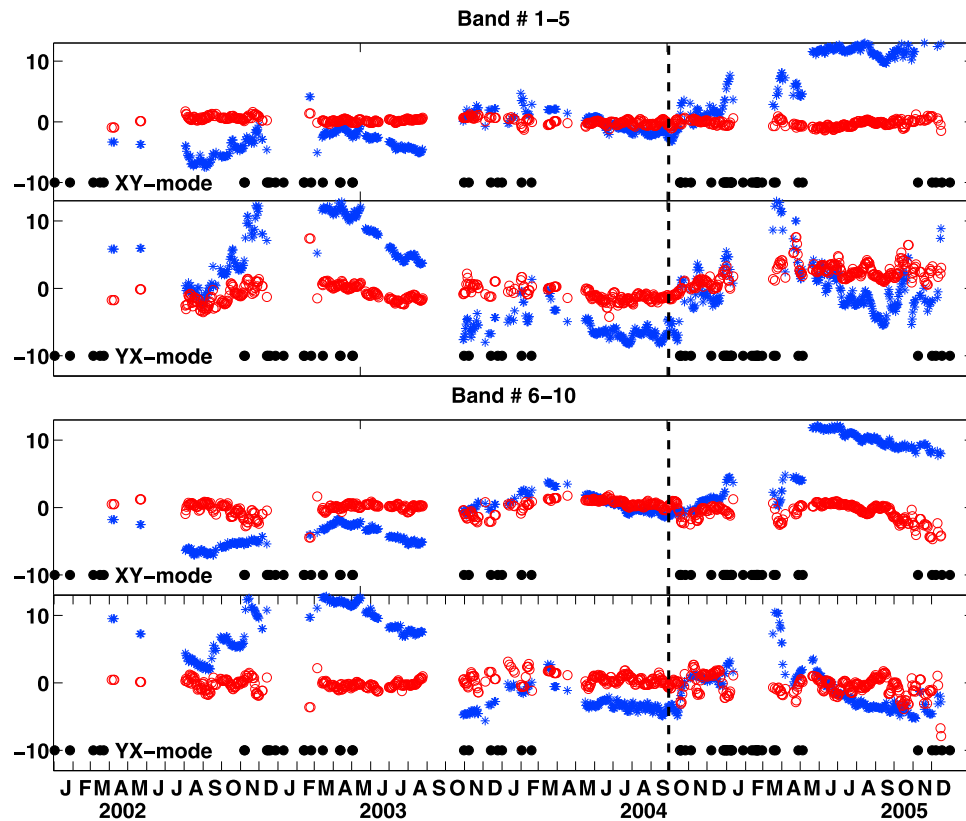 Band # 1–5
10
0
−10
XY−mode
10
0
−10
YX−mode
Band # 6–10
10
0
−10
XY−mode
10
0
−10
YX−mode
J F M A M J J A S O N D J F M A M J J A S O N D J F M A M J J A S O N D J F M A M J J A S O N D
2002 2003 2004 2005